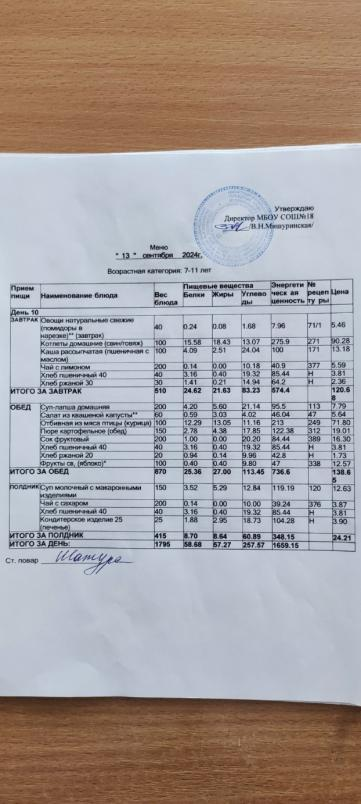 Утверждаю
Директор МБОУ СОШ№18
/В.Н.Мишуринская/
Меню
" 13 " сентября 2024г.
Возрастная категория: 7-11 лет
Прием пищи Наименование блюда Вес блюда Пищевые вещества Белки Жиры Углеводы Энергетическ ая ценность № рецепту ры Цена
День 10
ЗАВТРАК Овощи натуральные свежие (помидоры в нарезке)** (завтрак) 40 0.24 0.08 1.68 7.96 71/1 5.46
Котлеты домашние (свин/говяж) 100 15.58 18.43 13.07 275.9 271 90.28
Каша рассыпчатая (пшеничная с маслом) 100 4.09 2.51 24.04 100 171 13.18
Чай с лимоном 200 0.14 0.00 10.18 40.9 377 5.59
Хлеб пшеничный 40 40 3.16 0.40 19.32 85.44 Н 3.81
Хлеб ржаной 30 30 1.41 0.21 14.94 64.2 Н 2.36
ИТОГО ЗА ЗАВТРАК 510 24.62 21.63 83.23 574.4 120.68
ОБЕД Суп-лапша домашняя 200 4.20 5.60 21.14 95.5 113 7.79
Салат из квашеной капусты** 60 0.59 3.03 4.02 46.04 47 5.64
Отбивная из мяса птицы (курица) 100 12.29 13.05 11.16 213 249 71.80
Пюре картофельное (обед) 150 2.78 4.38 17.85 122.38 312 19.01
Сок фруктовый 200 1.00 0.00 20.20 84.44 389 16.30
Хлеб пшеничный 40 40 3.16 0.40 19.32 85.44 Н 3.81
Хлеб ржаной 20 20 0.94 0.14 9.96 42.8 Н 1.73
Фрукты св, (яблоко)* 100 0.40 0.40 9.80 47 338 12.57
ИТОГО ЗА ОБЕД 870 25.36 27.00 113.45 736.6 138.65
ПОЛДНИК Суп молочный с макаронными изделиями 150 3.52 5.29 12.84 119.19 120 12.63
Чай с сахаром 200 0.14 0.00 10.00 39.24 376 3.87
Хлеб пшеничный 40 40 3.16 0.40 19.32 85.44 Н 3.81
Кондитерское изделие 25 (печенье) 25 1.88 2.95 18.73 104.28 Н 3.90
ИТОГО ЗА ПОЛДНИК 415 8.70 8.64 60.89 348.15 24.21
ИТОГО ЗА ДЕНЬ: 1795 58.68 57.27 257.57 1659.15
Ст. повар